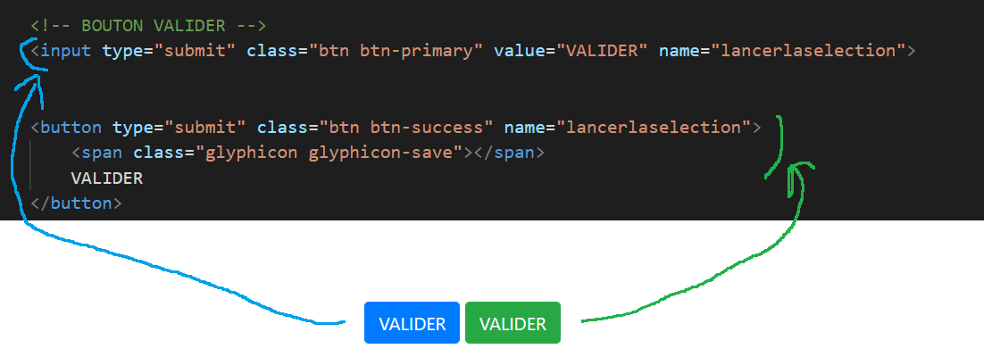 <!-- BOUTON VALIDER -->
<input type="submit" class="btn btn-primary" value="VALIDER" name="lancerlaselection">
<button type="submit" class="btn btn-success" name="lancerlaselection">
<span class="glyphicon glyphicon-save"></span>
VALIDER
</button>
VALIDER VALIDER